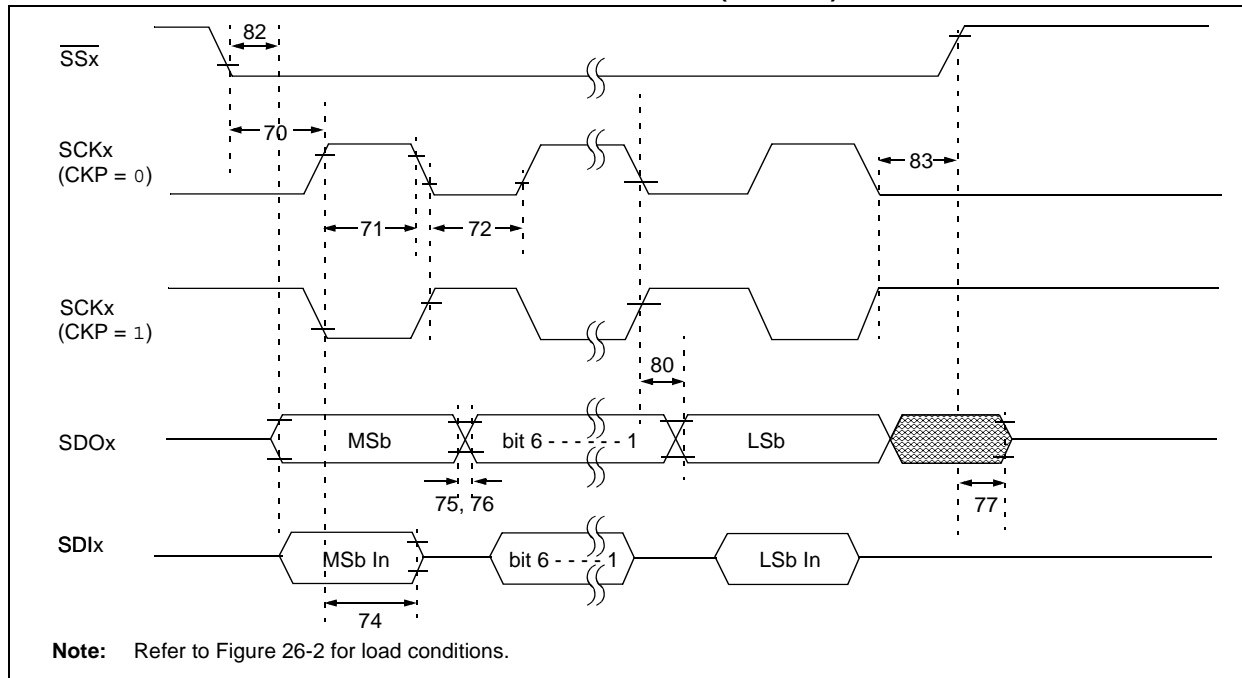 82
SSx
70
SCKx
(CKP = 0)
83
71
72
SCKx
(CKP = 1)
80
SDOx
MSb
bit 6 - - - - - - 1
LSb
75, 76
77
SDIx
MSb In
bit 6 - - - - 1
LSb In
74
Note: Refer to Figure 26-2 for load conditions.